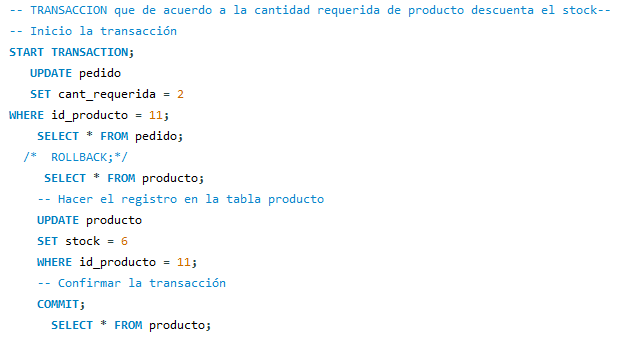 -- TRANSACCION que de acuerdo a la cantidad requerida de producto descuenta el stock--
-- Inicio la transacción
START TRANSACTION;
UPDATE pedido
SET cant_requerida = 2
WHERE id_producto = 11;
SELECT * FROM pedido;
/*  ROLLBACK;*/
SELECT * FROM producto;
-- Hacer el registro en la tabla producto
UPDATE producto
SET stock = 6
WHERE id_producto = 11;
-- Confirmar la transacción
COMMIT;
SELECT * FROM producto;